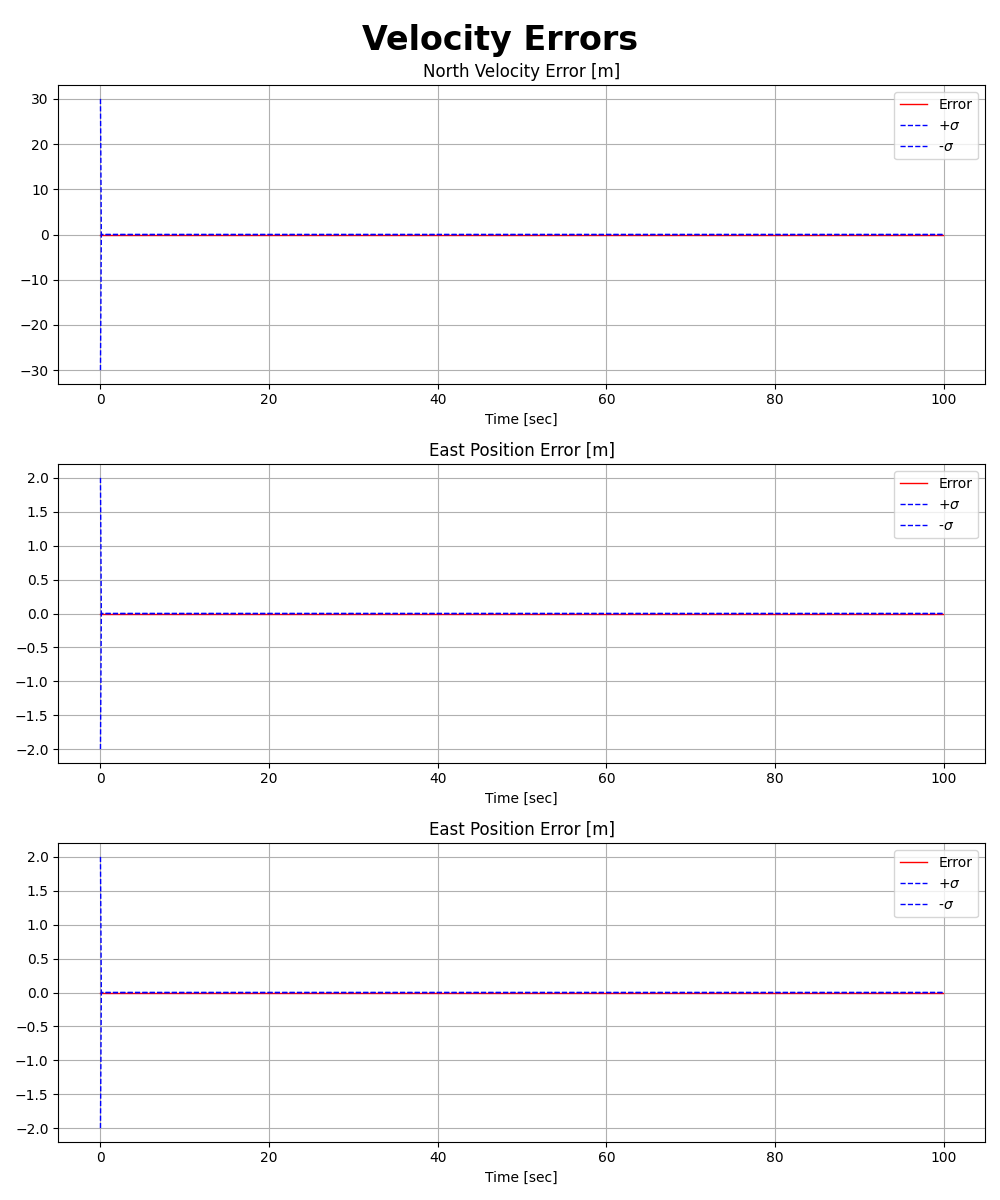 Velocity Errors
North Velocity Error [m]
30
20
10
0
−10
−20
−30
Error
+σ
-σ
0 20 40 60 80 100
Time [sec]
East Position Error [m]
2.0
1.5
1.0
0.5
0.0
−0.5
−1.0
−1.5
−2.0
Error
+σ
-σ
0 20 40 60 80 100
Time [sec]
East Position Error [m]
2.0
1.5
1.0
0.5
0.0
−0.5
−1.0
−1.5
−2.0
Error
+σ
-σ
0 20 40 60 80 100
Time [sec]